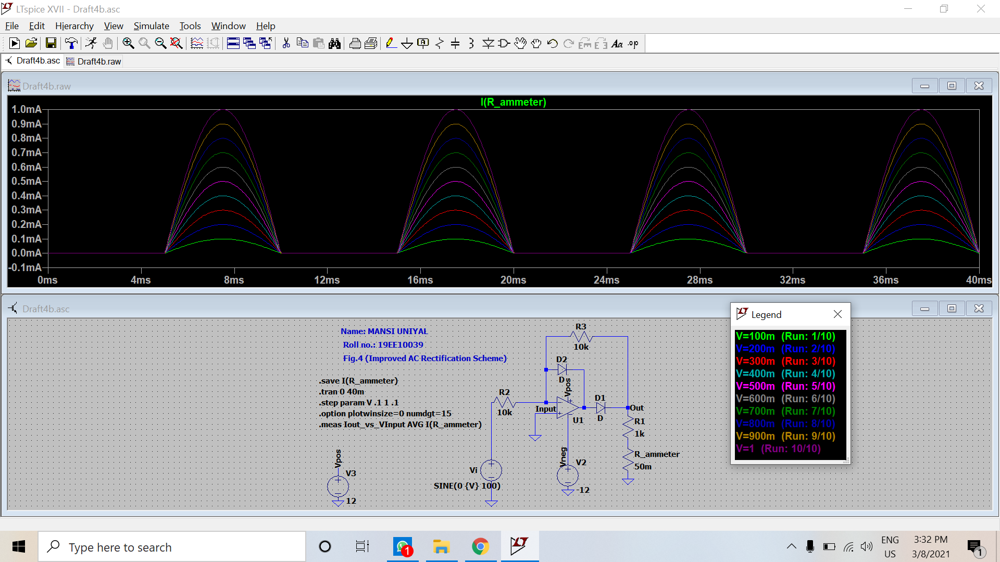 LTspice XVII - Draft4b.asc
File Edit Hierarchy View Simulate Tools Window Help
Draft4b.asc Draft4b.raw
Draft4b.raw
I(R_ammeter)
1.0mA
0.9mA
0.8mA
0.7mA
0.6mA
0.5mA
0.4mA
0.3mA
0.2mA
0.1mA
0.0mA
-0.1mA
0ms 4ms 8ms 12ms 16ms 20ms 24ms 28ms 32ms 36ms 40ms
Draft4b.asc
Name: MANSI UNIYAL
Roll no.: 19EE10039
Fig.4 (Improved AC Rectification Scheme)
.save I(R_ammeter)
.tran 0 40m
.step param V .1 1 .1
.option plotwinsize=0 numdgt=15
.meas Iout_vs_VInput AVG I(R_ammeter)
R3
10k
D2
D
Vpos
R2
10k
Input
U1
D1
D
Out
R1
1k
R_ammeter
50m
Vneg
V2
-12
Vi
SINE(0 {V} 100)
Vpos
V3
12
Legend
V=100m (Run: 1/10)
V=200m (Run: 2/10)
V=300m (Run: 3/10)
V=400m (Run: 4/10)
V=500m (Run: 5/10)
V=600m (Run: 6/10)
V=700m (Run: 7/10)
V=800m (Run: 8/10)
V=900m (Run: 9/10)
V=1 (Run: 10/10)
Type here to search
1
ENG
US
3:32 PM
3/8/2021
1